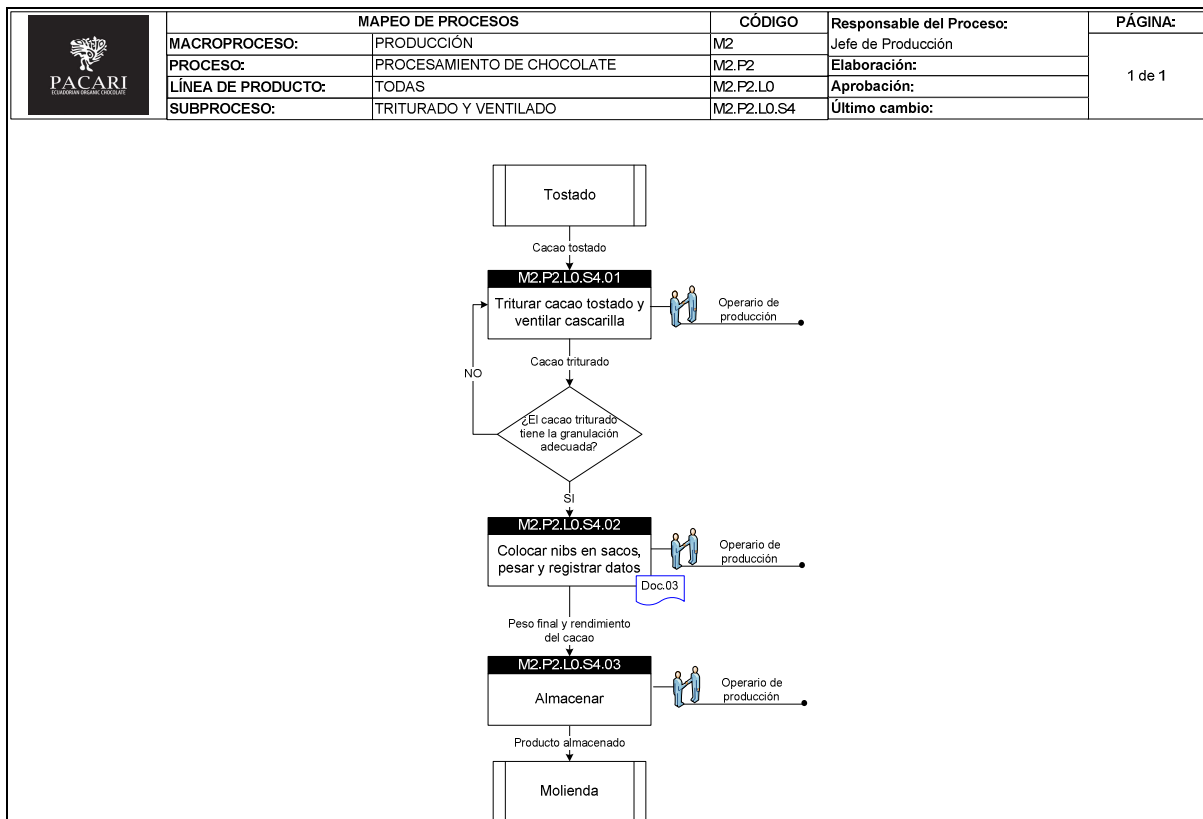 PACARI
ECUADORIAN ORGANIC CHOCOLATE
MAPEO DE PROCESOS
CÓDIGO
Responsable del Proceso:
PÁGINA:
MACROPROCESO:
PRODUCCIÓN
M2
Jefe de Producción
PROCESO:
PROCESAMIENTO DE CHOCOLATE
M2.P2
Elaboración:
1 de 1
LÍNEA DE PRODUCTO:
TODAS
M2.P2.L0
Aprobación:
SUBPROCESO:
TRITURADO Y VENTILADO
M2.P2.L0.S4
Último cambio:
Tostado
Cacao tostado
M2.P2.L0.S4.01
Triturar cacao tostado y
ventilar cascarilla
Operario de
producción
Cacao triturado
NO
¿El cacao triturado
tiene la granulación
adecuada?
SI
M2.P2.L0.S4.02
Colocar nibs en sacos,
pesar y registrar datos
Operario de
producción
Doc.03
Peso final y rendimiento
del cacao
M2.P2.L0.S4.03
Almacenar
Operario de
producción
Producto almacenado
Molienda